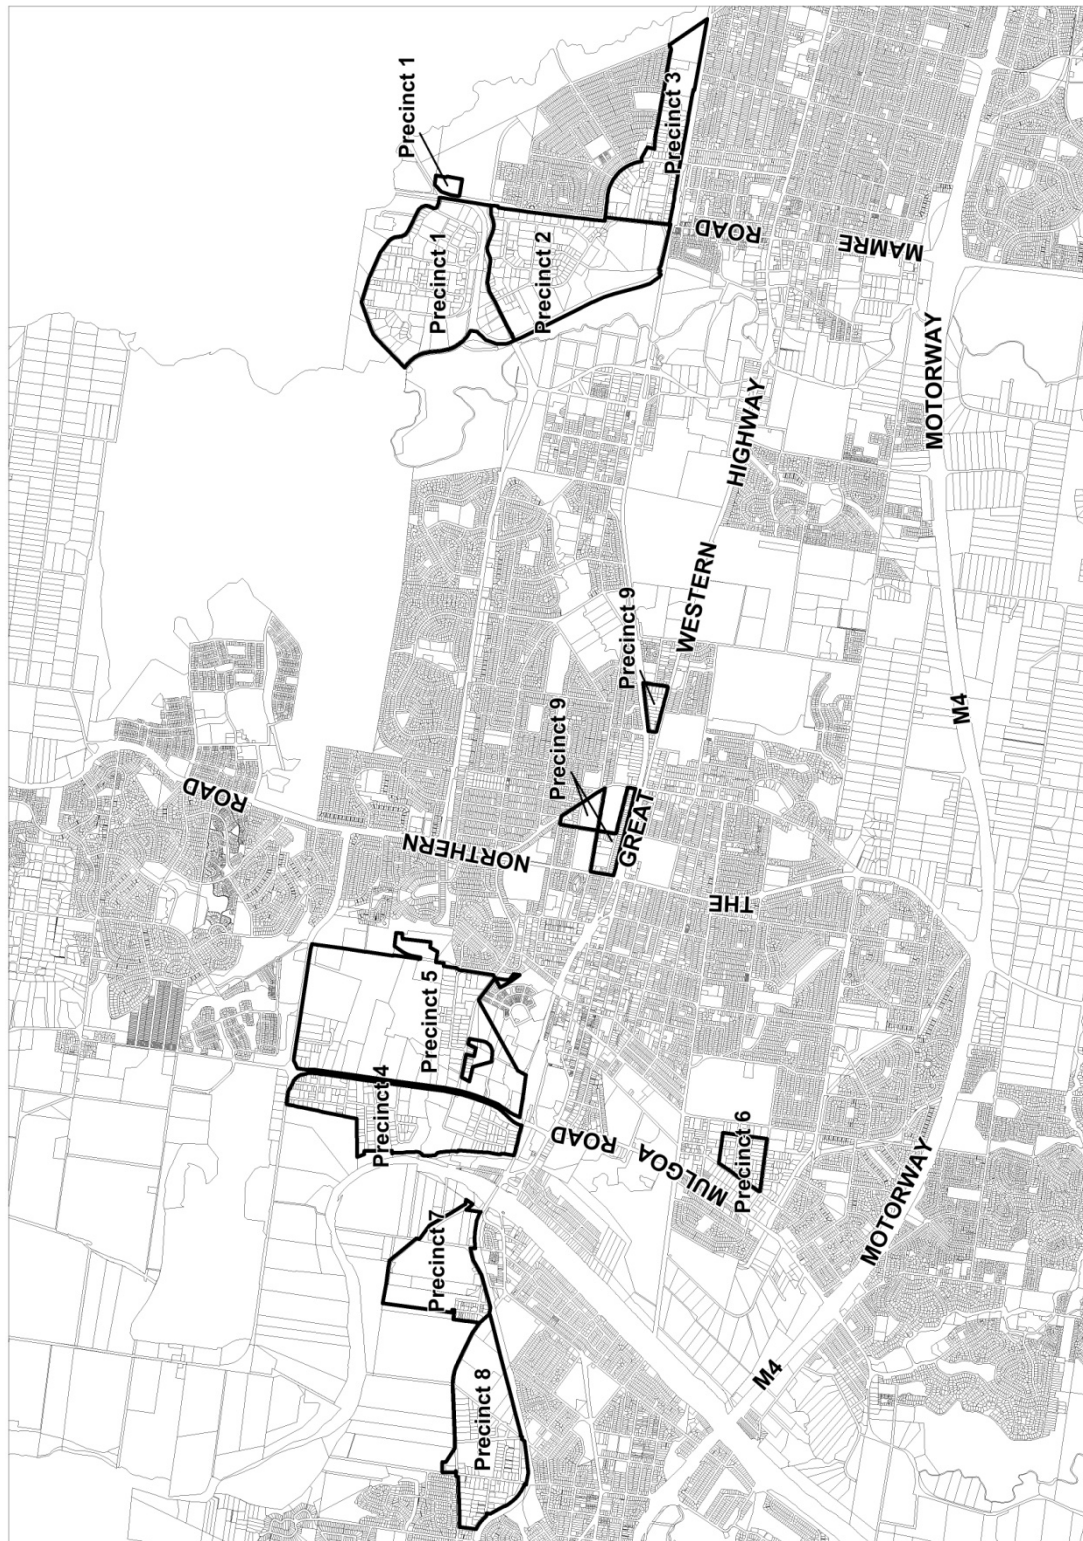 Precinct 1
Precinct 3
Precinct 1
Precinct 2
ROAD
MAMRE
MOTORWAY
HIGHWAY
WESTERN
Precinct 9
Precinct 9
M4
GREAT
ROAD
NORTHERN
THE
Precinct 5
Precinct 4
ROAD
MULGOA
Precinct 6
MOTORWAY
Precinct 7
M4
Precinct 8